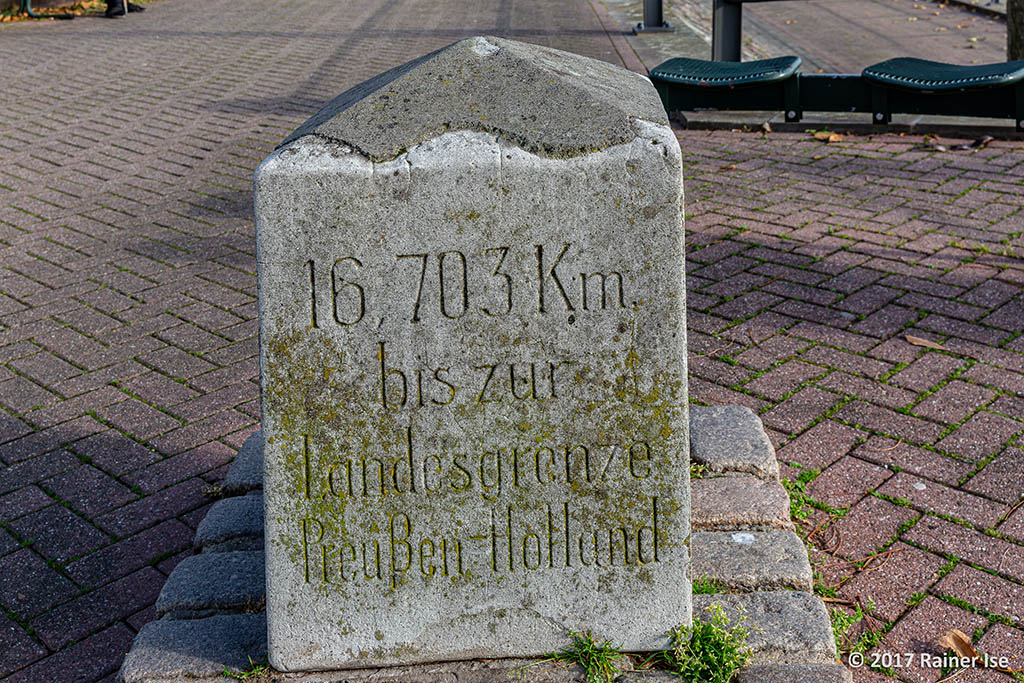 16,703 Km.
bis zur
Landesgrenze
Preußen-Holland
© 2017 Rainer Ise